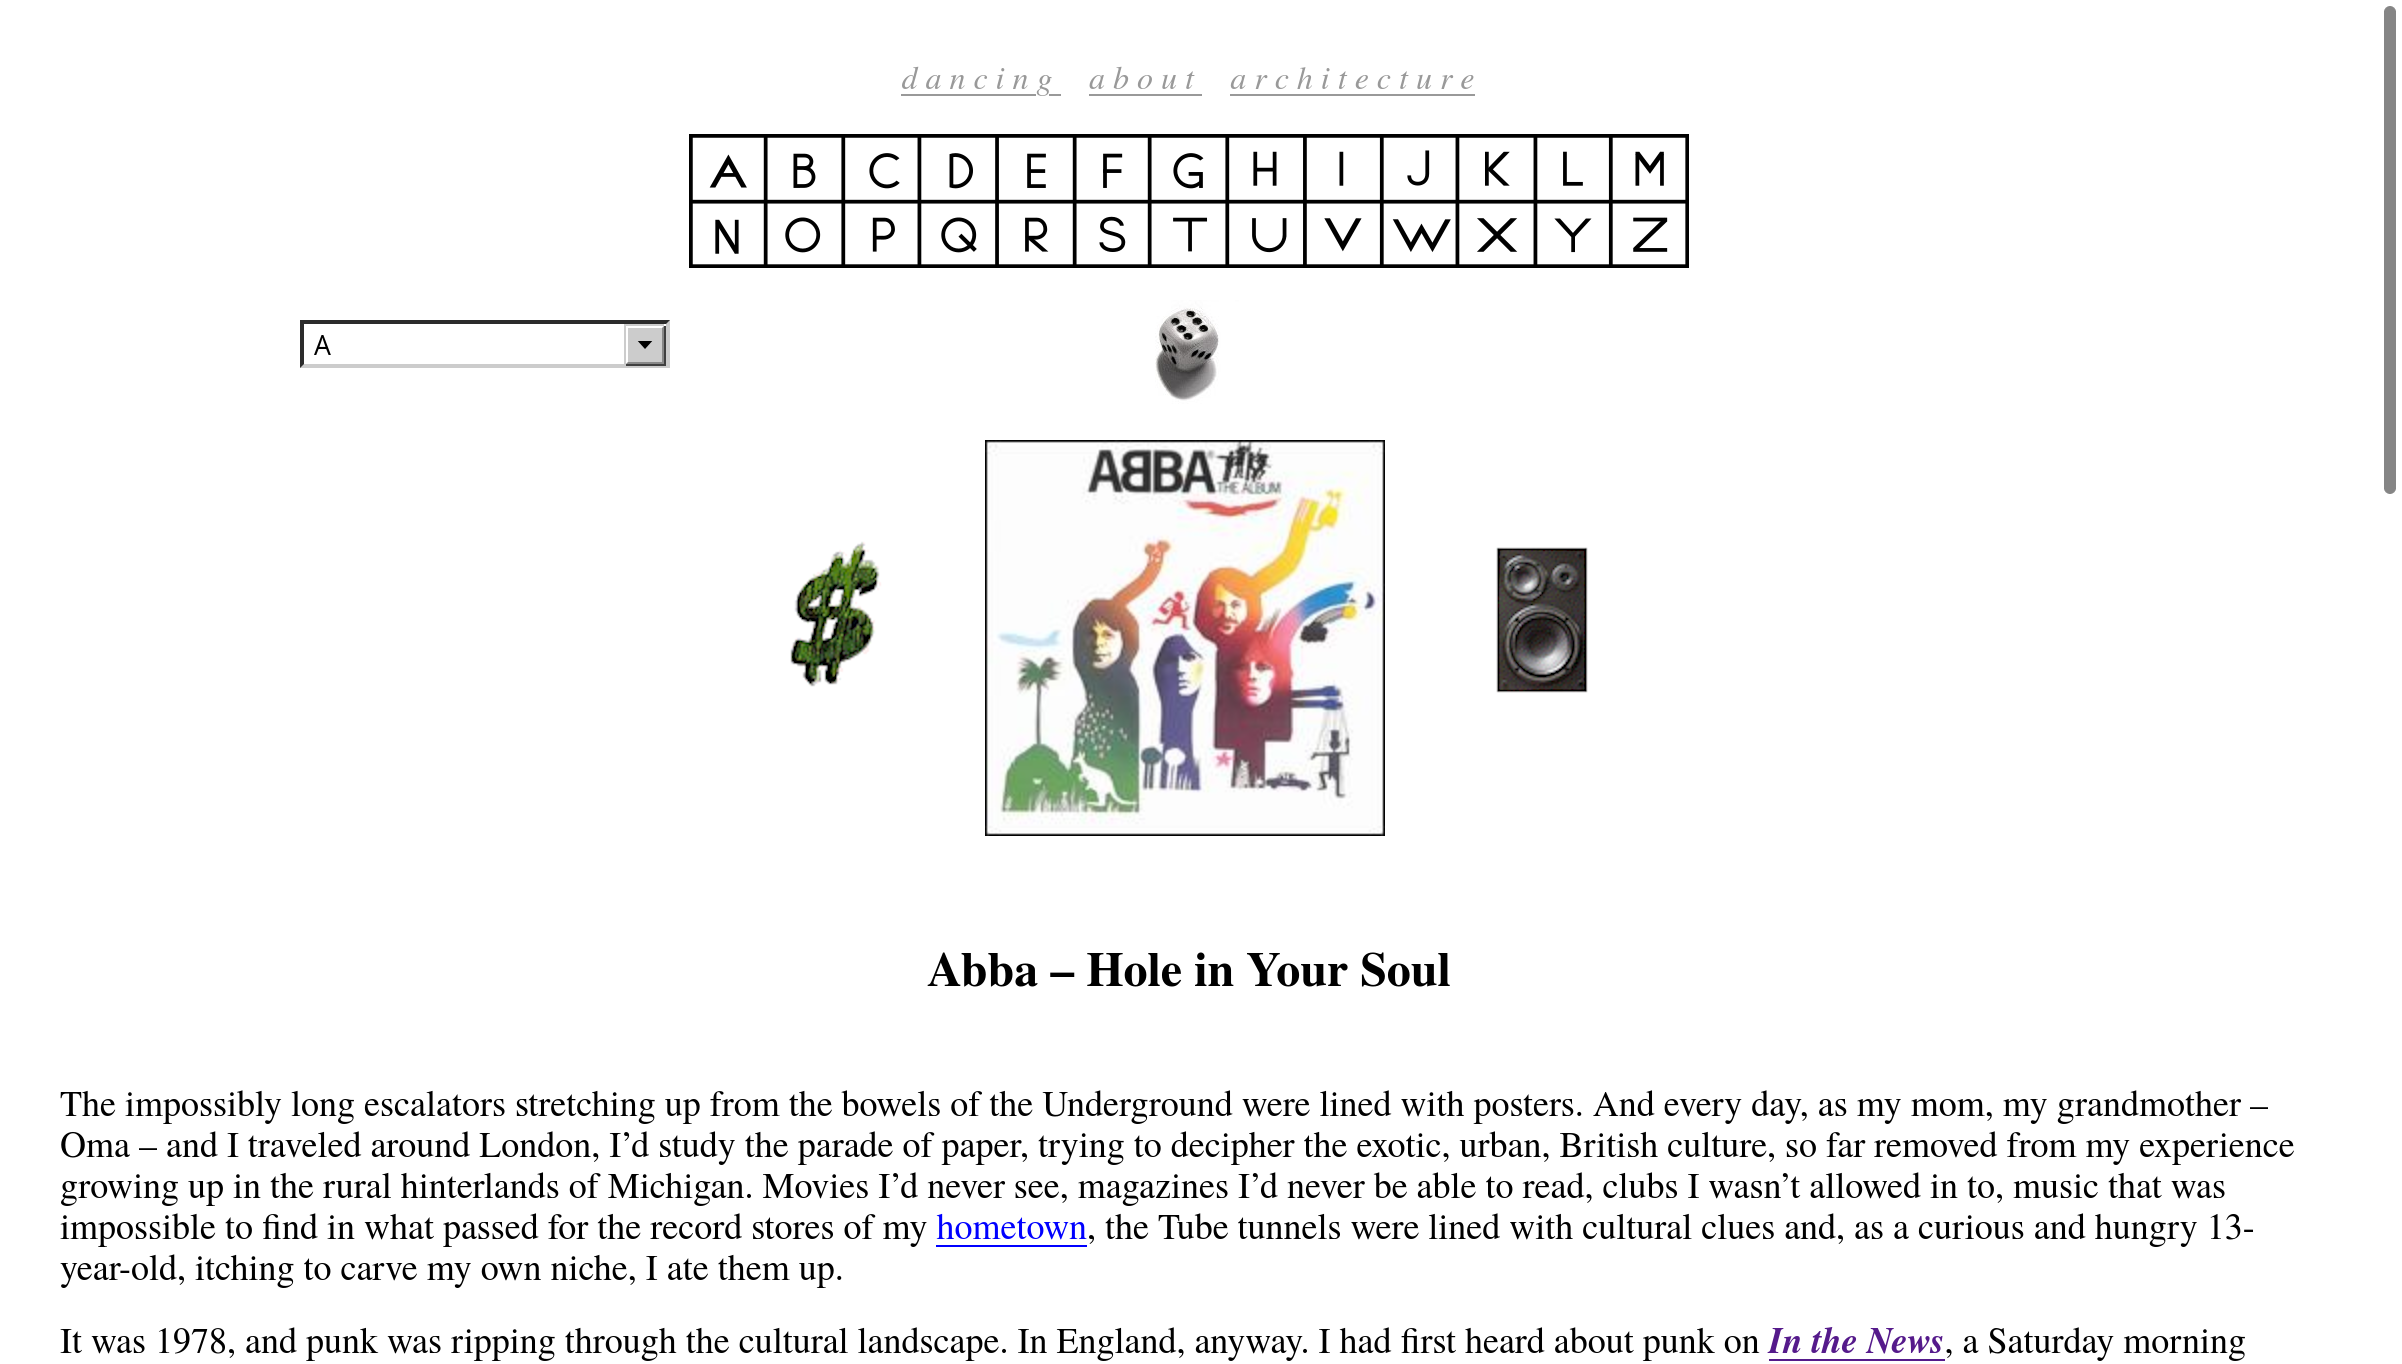 dancing about architecture
A B C D E F G H I J K L M
N O P Q R S T U V W X Y Z
A
ABBA
THE ALBUM
$
Abba – Hole in Your Soul
The impossibly long escalators stretching up from the bowels of the Underground were lined with posters. And every day, as my mom, my grandmother –
Oma – and I traveled around London, I’d study the parade of paper, trying to decipher the exotic, urban, British culture, so far removed from my experience
growing up in the rural hinterlands of Michigan. Movies I’d never see, magazines I’d never be able to read, clubs I wasn’t allowed in to, music that was
impossible to find in what passed for the record stores of my hometown, the Tube tunnels were lined with cultural clues and, as a curious and hungry 13-
year-old, itching to carve my own niche, I ate them up.
It was 1978, and punk was ripping through the cultural landscape. In England, anyway. I had first heard about punk on In the News, a Saturday morning